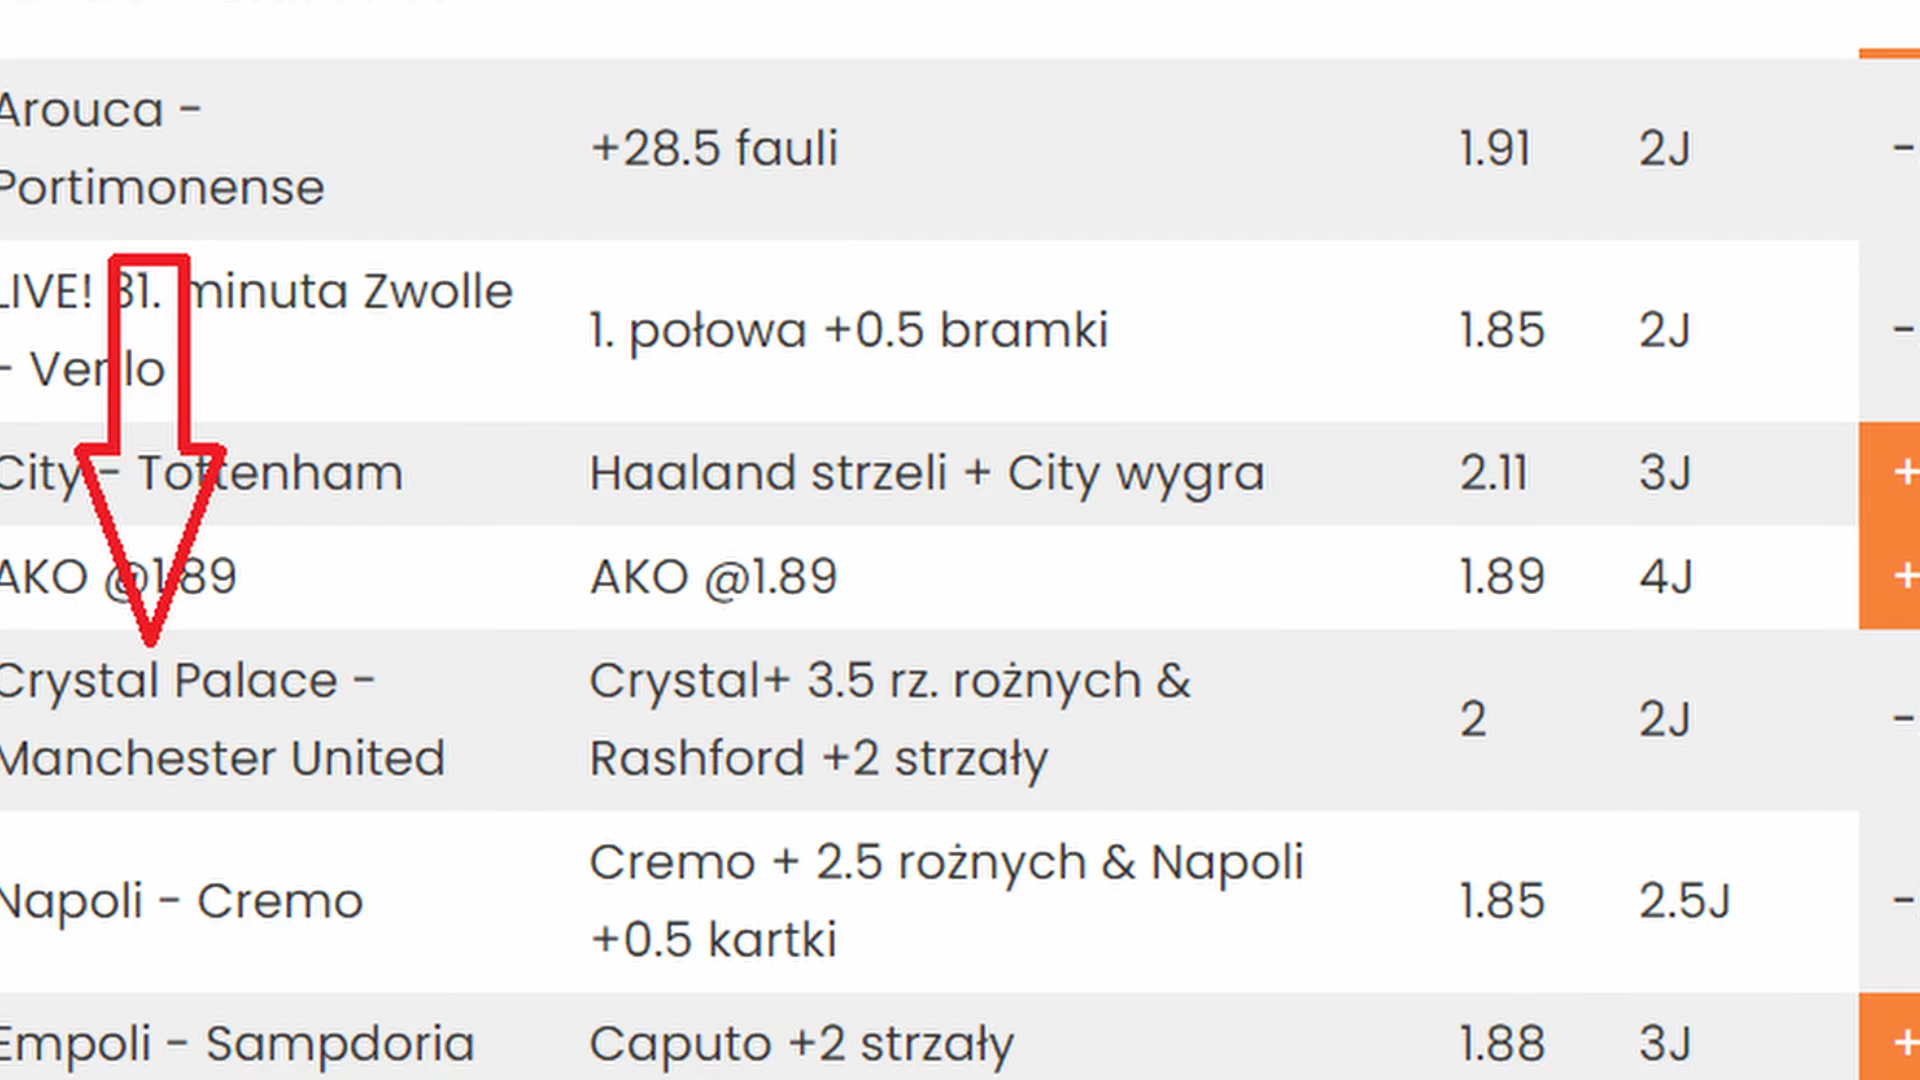 Arouca -
Portimonense
+28.5 fauli
1.91
2J
-
LIVE! 31. minuta Zwolle
- Venlo
1. połowa +0.5 bramki
1.85
2J
-
City - Tottenham
Haaland strzeli + City wygra
2.11
3J
+
AKO @1.89
AKO @1.89
1.89
4J
+
Crystal Palace -
Manchester United
Crystal+ 3.5 rz. rożnych &
Rashford +2 strzały
2
2J
-
Napoli - Cremo
Cremo + 2.5 rożnych & Napoli
+0.5 kartki
1.85
2.5J
-
Empoli - Sampdoria
Caputo +2 strzały
1.88
3J
+